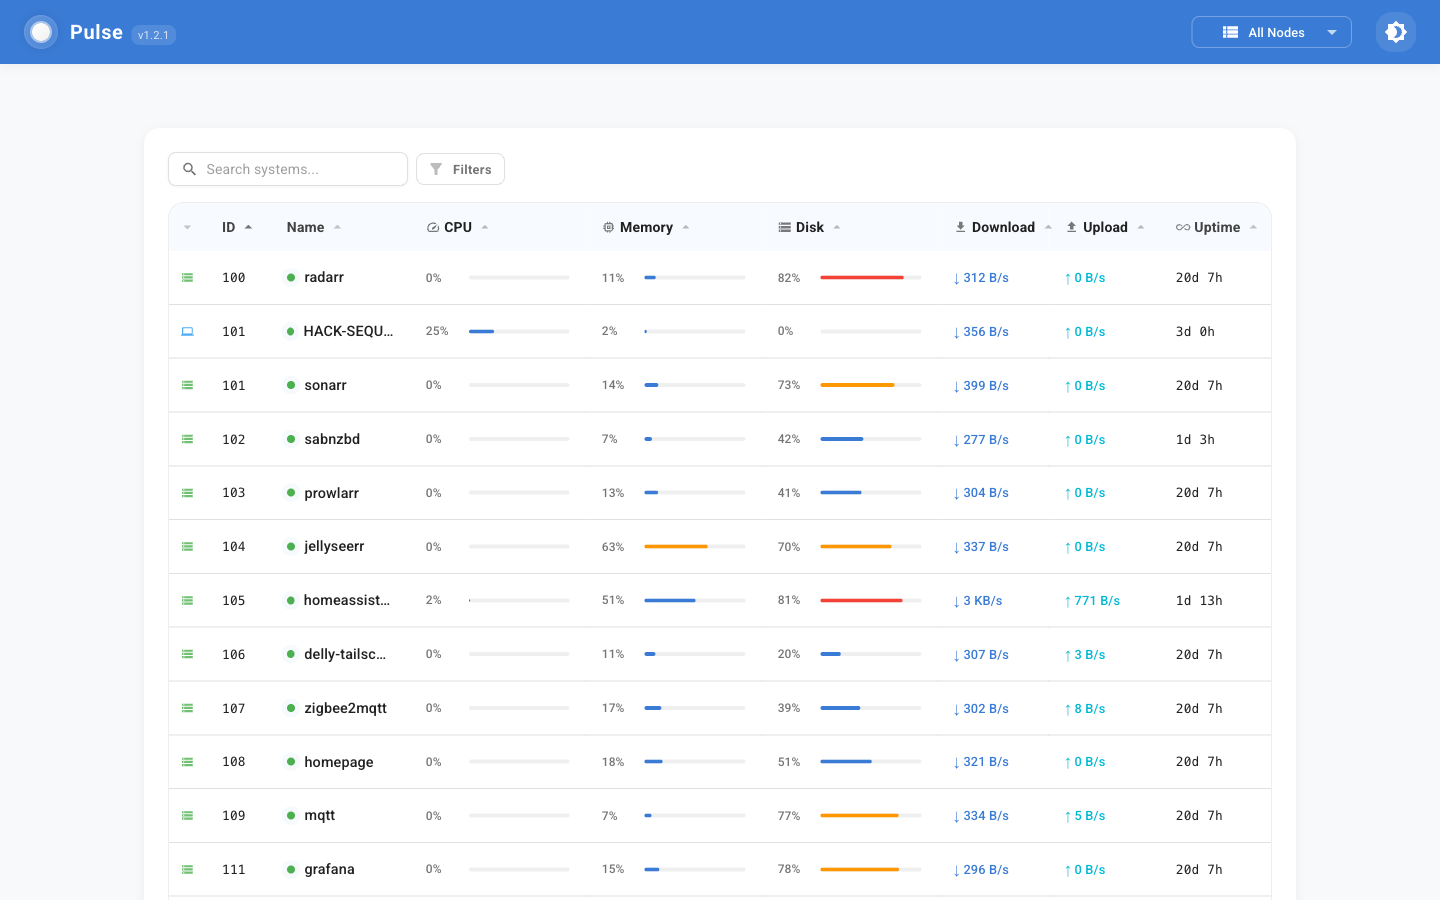 Pulse v1.2.1 All Nodes
Search systems... Filters
ID Name CPU Memory Disk Download Upload Uptime
100 radarr 0% 11% 82% ↓ 312 B/s ↑ 0 B/s 20d 7h
101 HACK-SEQU... 25% 2% 0% ↓ 356 B/s ↑ 0 B/s 3d 0h
101 sonarr 0% 14% 73% ↓ 399 B/s ↑ 0 B/s 20d 7h
102 sabnzbd 0% 7% 42% ↓ 277 B/s ↑ 0 B/s 1d 3h
103 prowlarr 0% 13% 41% ↓ 304 B/s ↑ 0 B/s 20d 7h
104 jellyseerr 0% 63% 70% ↓ 337 B/s ↑ 0 B/s 20d 7h
105 homeassist... 2% 51% 81% ↓ 3 KB/s ↑ 771 B/s 1d 13h
106 delly-tailsc... 0% 11% 20% ↓ 307 B/s ↑ 3 B/s 20d 7h
107 zigbee2mqtt 0% 17% 39% ↓ 302 B/s ↑ 8 B/s 20d 7h
108 homepage 0% 18% 51% ↓ 321 B/s ↑ 0 B/s 20d 7h
109 mqtt 0% 7% 77% ↓ 334 B/s ↑ 5 B/s 20d 7h
111 grafana 0% 15% 78% ↓ 296 B/s ↑ 0 B/s 20d 7h